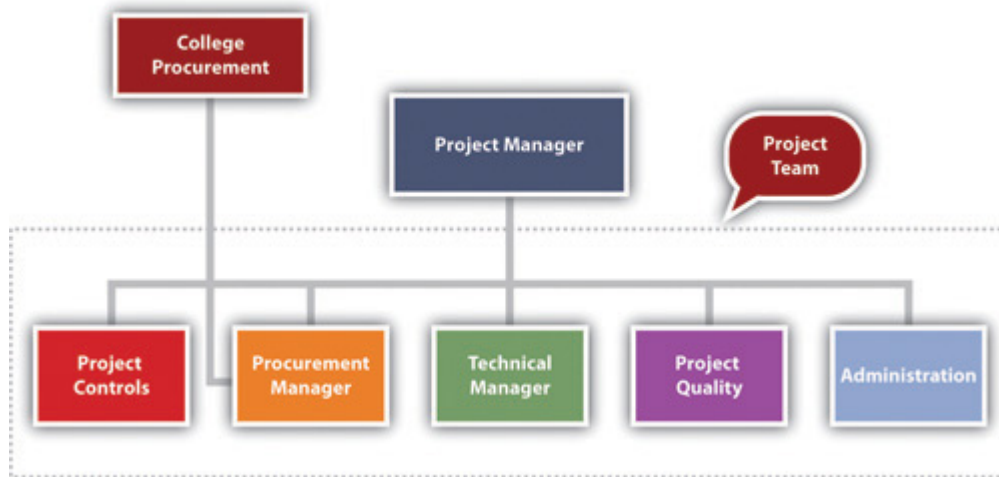 College
Procurement
Project Manager
Project
Team
Project
Controls
Procurement
Manager
Technical
Manager
Project
Quality
Administration